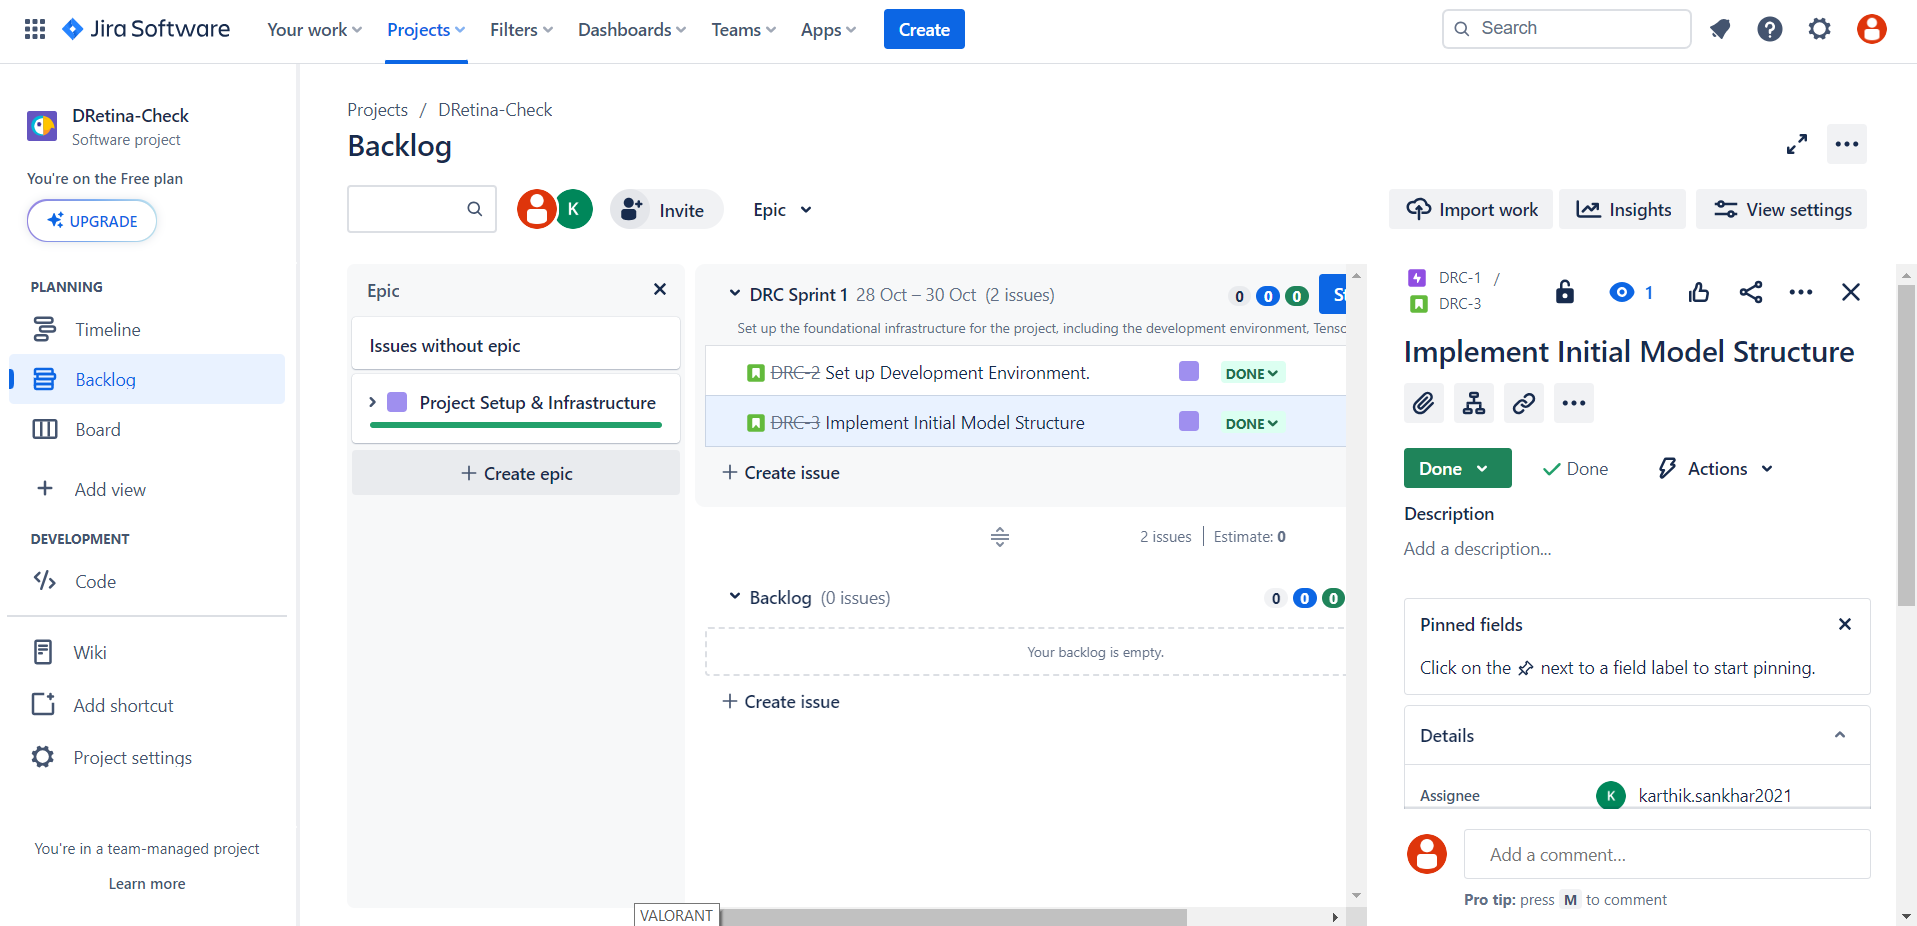 Jira Software
Your work
Projects
Filters
Dashboards
Teams
Apps
Create
Search
DRetina-Check
Software project
You're on the Free plan
UPGRADE
PLANNING
Timeline
Backlog
Board
Add view
DEVELOPMENT
Code
Wiki
Add shortcut
Project settings
You're in a team-managed project
Learn more
Projects / DRetina-Check
Backlog
K
Invite
Epic
Import work
Insights
View settings
Epic
Issues without epic
Project Setup & Infrastructure
+ Create epic
DRC Sprint 1 28 Oct – 30 Oct (2 issues)
0 0 0
Set up the foundational infrastructure for the project, including the development environment,
DRC-2 Set up Development Environment.
DONE
DRC-3 Implement Initial Model Structure
DONE
+ Create issue
2 issues
Estimate: 0
Backlog (0 issues)
0 0 0
Your backlog is empty.
+ Create issue
VALORANT
DRC-1 /
DRC-3
1
Implement Initial Model Structure
Done
Done
Actions
Description
Add a description...
Pinned fields
Click on the next to a field label to start pinning.
Details
Assignee
K
karthik.sankhar2021
Add a comment...
Pro tip: press M to comment